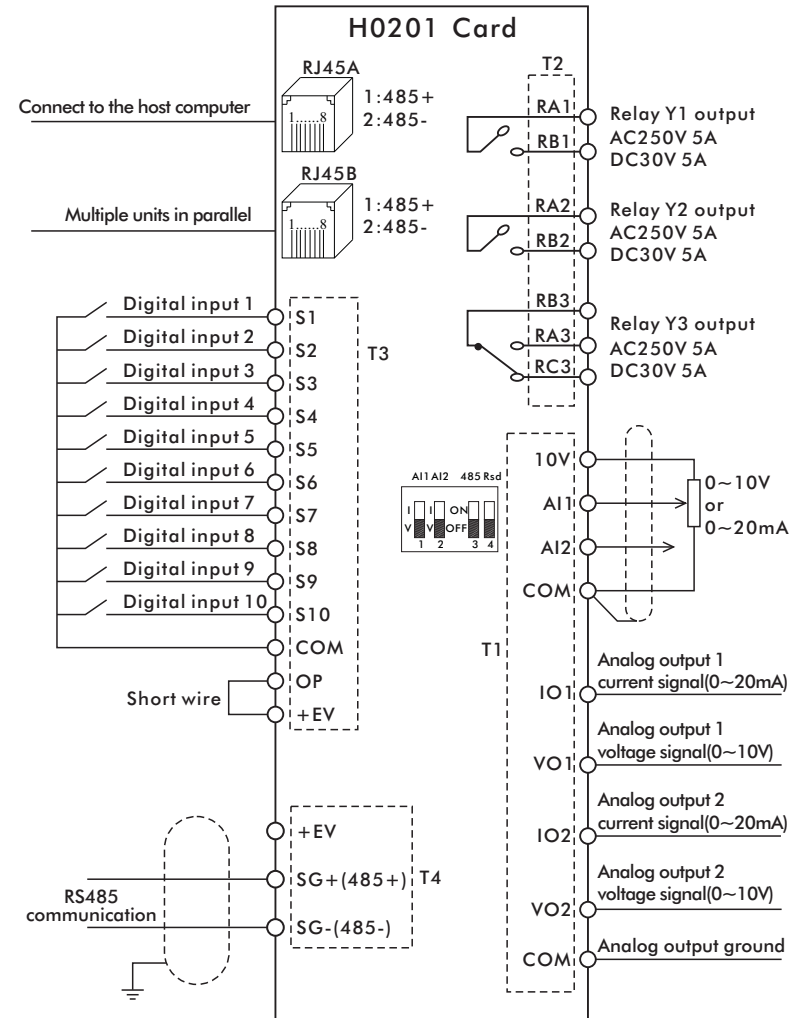 H0201 Card
RJ45A
1......8
1:485+
2:485-
Connect to the host computer
RJ45B
1......8
1:485+
2:485-
Multiple units in parallel
T2
RA1
RB1
Relay Y1 output
AC250V 5A
DC30V 5A
RA2
RB2
Relay Y2 output
AC250V 5A
DC30V 5A
RB3
RA3
RC3
Relay Y3 output
AC250V 5A
DC30V 5A
Digital input 1
S1
Digital input 2
S2
Digital input 3
S3
Digital input 4
S4
Digital input 5
S5
Digital input 6
S6
Digital input 7
S7
Digital input 8
S8
Digital input 9
S9
Digital input 10
S10
COM
T3
Short wire
OP
+EV
AI1 AI2 485 Rsd
I I ON
V V OFF
1 2 3 4
10V
AI1
AI2
COM
0~10V
or
0~20mA
T1
Analog output 1
current signal(0~20mA)
IO1
Analog output 1
voltage signal(0~10V)
VO1
Analog output 2
current signal(0~20mA)
IO2
Analog output 2
voltage signal(0~10V)
VO2
Analog output ground
COM
+EV
SG+(485+)
SG-(485-)
T4
RS485
communication